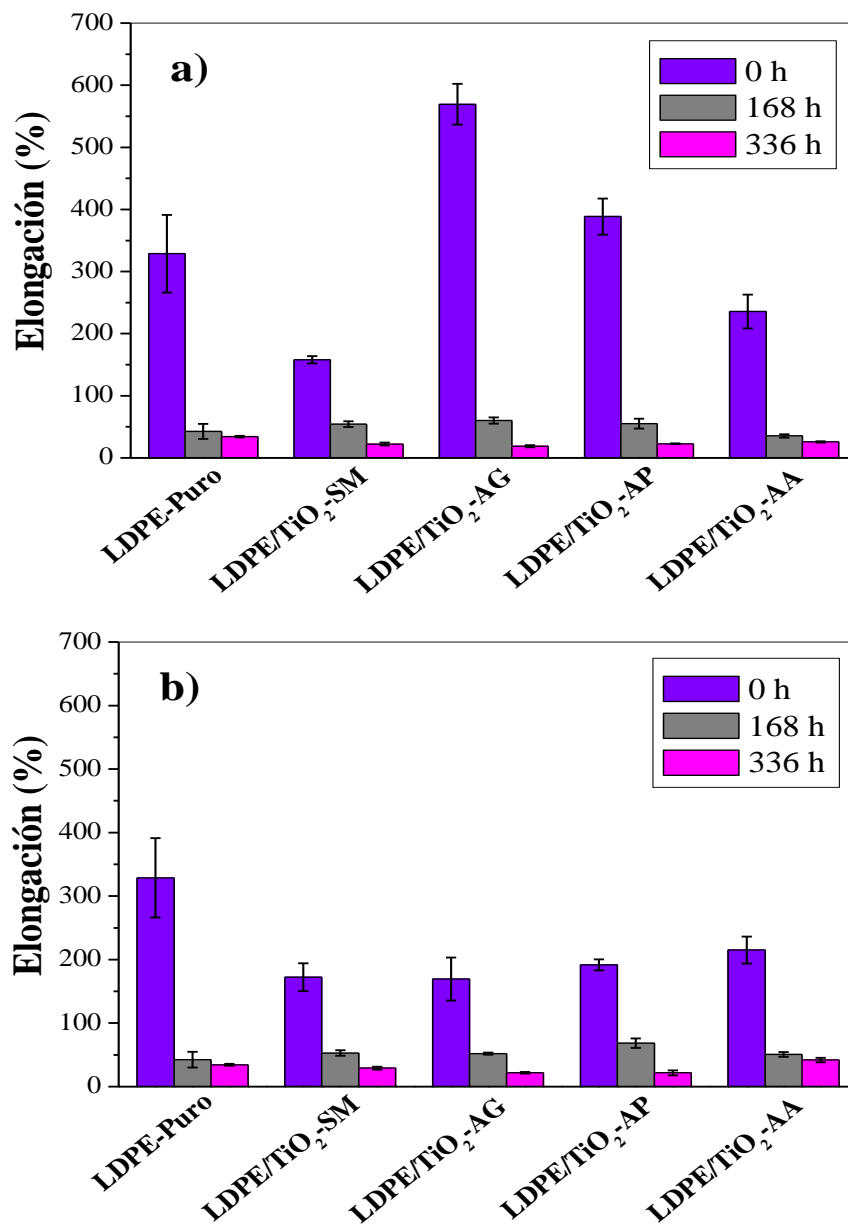 a)
0 h
168 h
336 h
Elongación (%)
700
600
500
400
300
200
100
0
LDPE-Puro
LDPE/TiO₂-SM
LDPE/TiO₂-AG
LDPE/TiO₂-AP
LDPE/TiO₂-AA
b)
0 h
168 h
336 h
Elongación (%)
700
600
500
400
300
200
100
0
LDPE-Puro
LDPE/TiO₂-SM
LDPE/TiO₂-AG
LDPE/TiO₂-AP
LDPE/TiO₂-AA